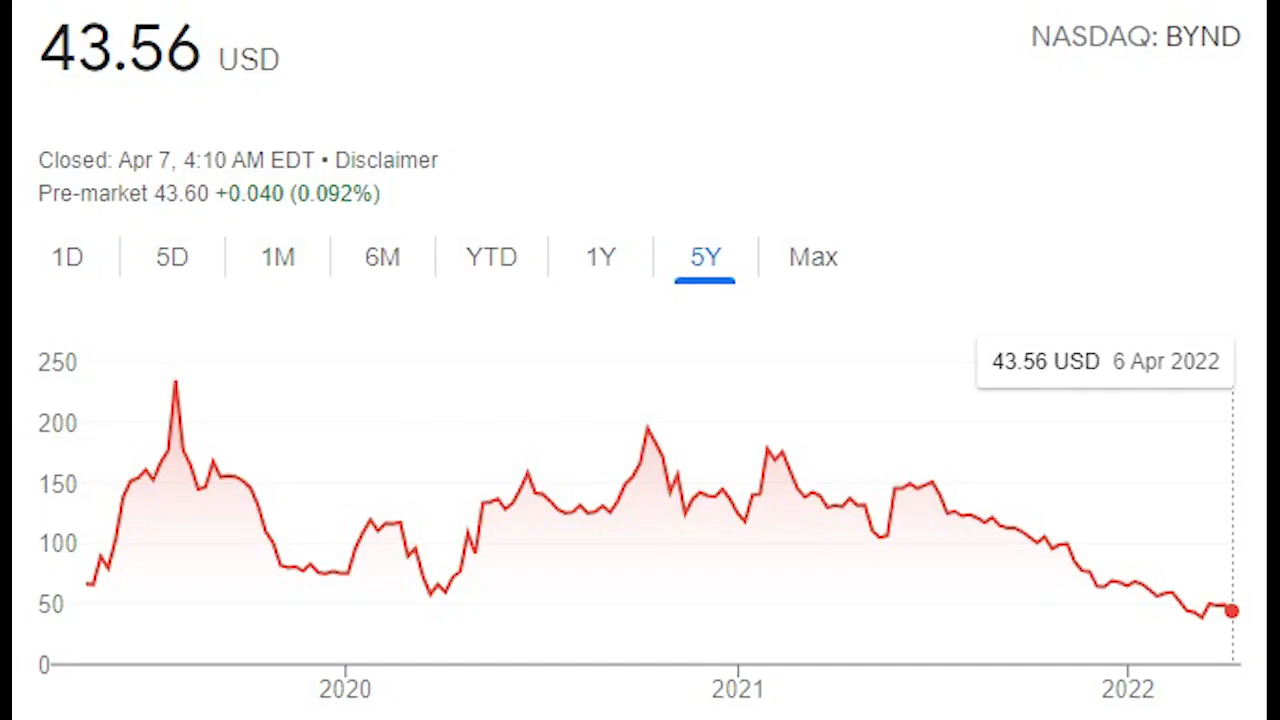 43.56 USD
NASDAQ: BYND
Closed: Apr 7, 4:10 AM EDT • Disclaimer
Pre-market 43.60 +0.040 (0.092%)
1D 5D 1M 6M YTD 1Y 5Y Max
43.56 USD 6 Apr 2022
250
200
150
100
50
0
2020 2021 2022